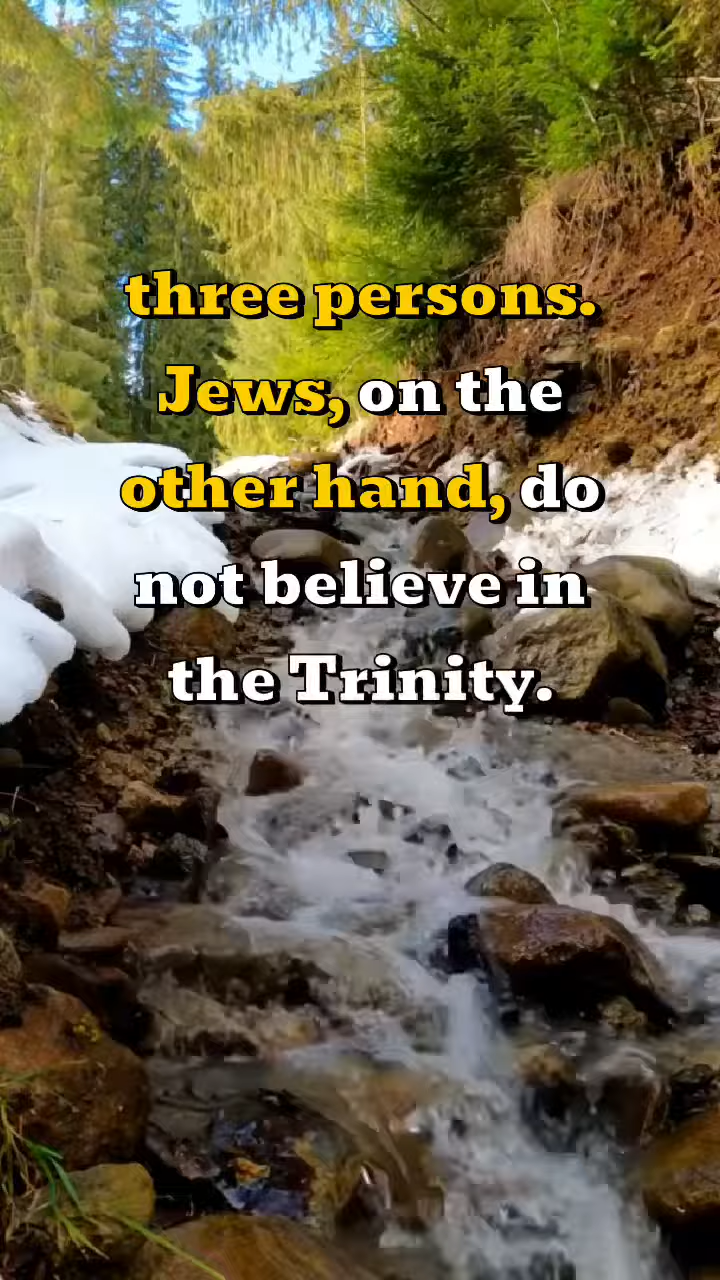 three persons.
Jews, on the
other hand, do
not believe in
the Trinity.